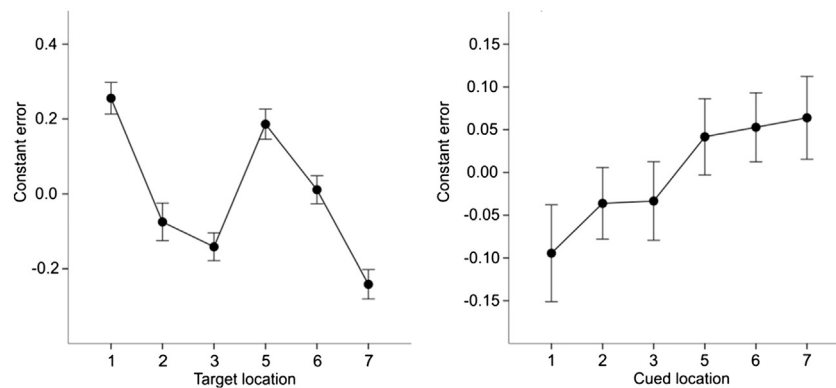 0.4
0.2
0.0
-0.2
Constant error
1 2 3 5 6 7
Target location
0.15
0.10
0.05
0.00
-0.05
-0.10
-0.15
Constant error
1 2 3 5 6 7
Cued location